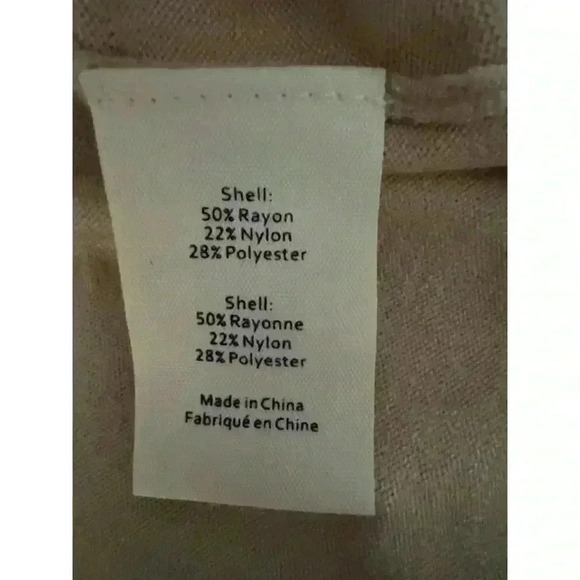 Shell:
50% Rayon
22% Nylon
28% Polyester
Shell:
50% Rayonne
22% Nylon
28% Polyester
Made in China
Fabriqué en Chine